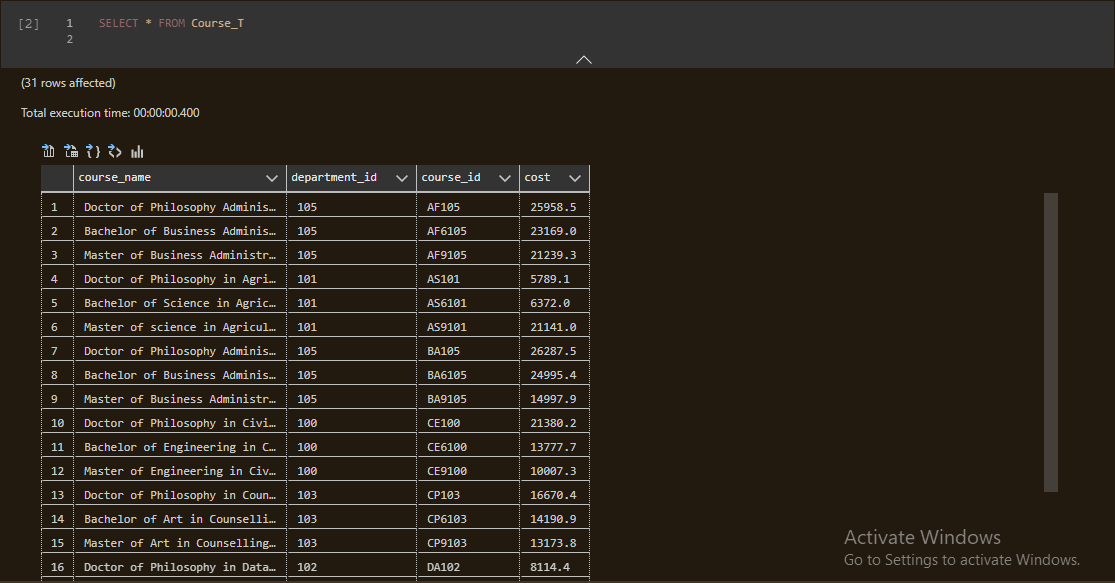 [2] 1 SELECT * FROM Course_T
2
(31 rows affected)
Total execution time: 00:00:00.400
course_name department_id course_id cost
1 Doctor of Philosophy Adminis… 105 AF105 25958.5
2 Bachelor of Business Adminis… 105 AF6105 23169.0
3 Master of Business Administr… 105 AF9105 21239.3
4 Doctor of Philosophy in Agri… 101 AS101 5789.1
5 Bachelor of Science in Agric… 101 AS6101 6372.0
6 Master of science in Agricul… 101 AS9101 21141.0
7 Doctor of Philosophy Adminis… 105 BA105 26287.5
8 Bachelor of Business Adminis… 105 BA6105 24995.4
9 Master of Business Administr… 105 BA9105 14997.9
10 Doctor of Philosophy in Civi… 100 CE100 21380.2
11 Bachelor of Engineering in C… 100 CE6100 13777.7
12 Master of Engineering in Civ… 100 CE9100 10007.3
13 Doctor of Philosophy in Coun… 103 CP103 16670.4
14 Bachelor of Art in Counselli… 103 CP6103 14190.9
15 Master of Art in Counselling… 103 CP9103 13173.8
16 Doctor of Philosophy in Data… 102 DA102 8114.4
Activate Windows
Go to Settings to activate Windows.